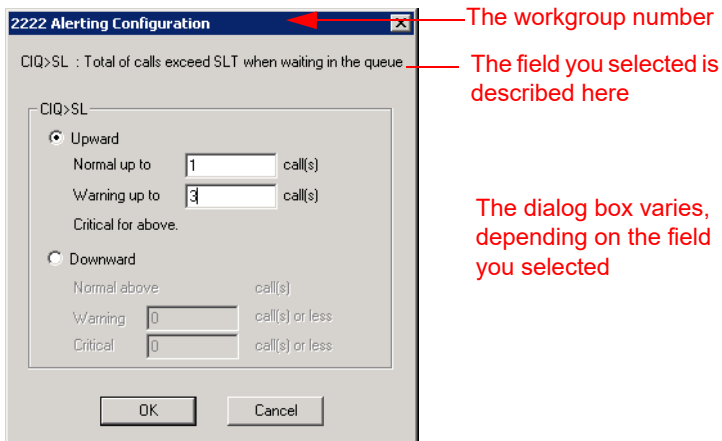 2222 Alerting Configuration
The workgroup number
CIQ>SL : Total of calls exceed SLT when waiting in the queue
The field you selected is
described here
CIQ>SL
Upward
Normal up to 1 call(s)
Warning up to 3 call(s)
Critical for above.
The dialog box varies,
depending on the field
you selected
Downward
Normal above call(s)
Warning 0 call(s) or less
Critical 0 call(s) or less
OK Cancel